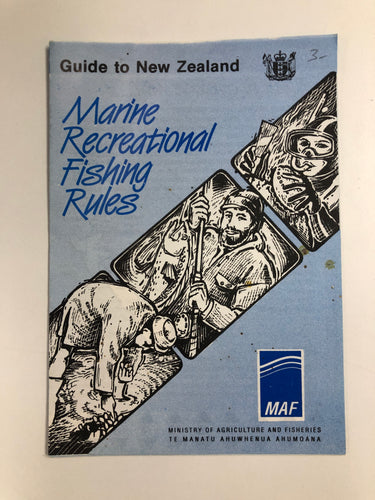 Guide to New Zealand
3-
Marine
Recreational
Fishing
Rules
MAF
MINISTRY OF AGRICULTURE AND FISHERIES
TE MANATU AHUWHENUA AHUMOANA